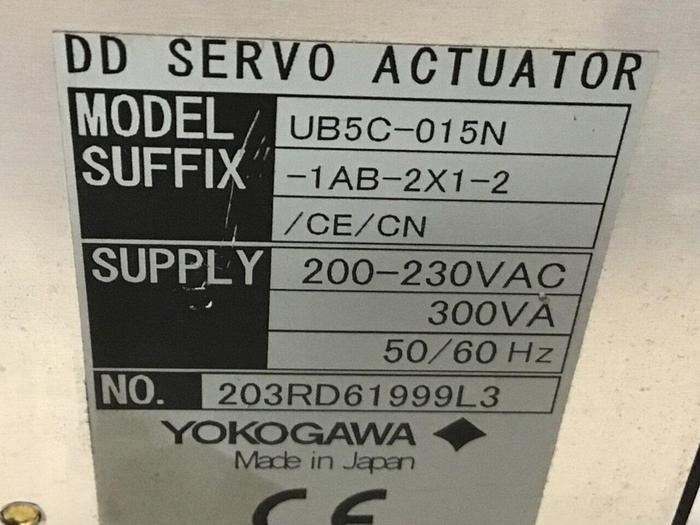 DD SERVO ACTUATOR
MODEL UB5C-015N
SUFFIX -1AB-2X1-2
/CE/CN
SUPPLY 200-230VAC
300VA
50/60 Hz
NO. 203RD61999L3
YOKOGAWA
Made in Japan
CE